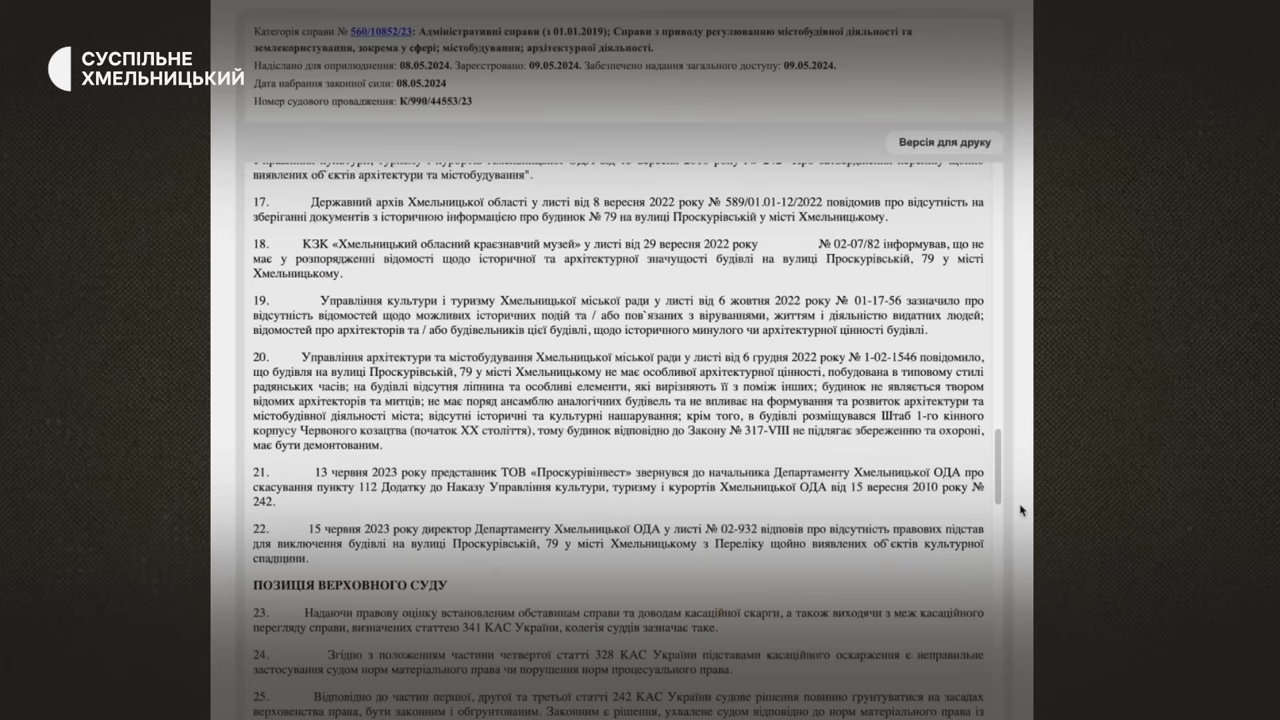 СУСПІЛЬНЕ
ХМЕЛЬНИЦЬКИЙ
Категорія справи № 560/10852/23: Адміністративні справи (з 01.01.2019); Справи з приводу регулюванню містобудівної діяльності та
землекористування, зокрема у сфері; містобудування; архітектурної діяльності.
Надіслано для оприлюднення: 08.05.2024. Зареєстровано: 09.05.2024. Забезпечено надання загального доступу: 09.05.2024.
Дата набрання законної сили: 08.05.2024
Номер судового провадження: К/990/44553/23
Версія для друку
виявлених об`єктів архітектури та містобудування".
17. Державний архів Хмельницької області у листі від 8 вересня 2022 року № 589/01.01-12/2022 повідомив про відсутність на
зберіганні документів з історичною інформацією про будинок № 79 на вулиці Проскурівській у місті Хмельницькому.
18. КЗК «Хмельницький обласний краєзнавчий музей» у листі від 29 вересня 2022 року № 02-07/82 інформував, що не
має у розпорядженні відомості щодо історичної та архітектурної значущості будівлі на вулиці Проскурівській, 79 у місті
Хмельницькому.
19. Управління культури і туризму Хмельницької міської ради у листі від 6 жовтня 2022 року № 01-17-56 зазначило про
відсутність відомостей щодо можливих історичних подій та / або пов`язаних з віруваннями, життям і діяльністю видатних людей;
відомостей про архітекторів та / або будівельників цієї будівлі, щодо історичного минулого чи архітектурної цінності будівлі.
20. Управління архітектури та містобудування Хмельницької міської ради у листі від 6 грудня 2022 року № 1-02-1546 повідомило,
що будівля на вулиці Проскурівській, 79 у місті Хмельницькому не має особливої архітектурної цінності, побудована в типовому стилі
радянських часів; на будівлі відсутня ліпнина та особливі елементи, які вирізняють її з поміж інших; будинок не являється твором
відомих архітекторів та митців; не має поряд ансамблю аналогічних будівель та не впливає на формування та розвиток архітектури та
містобудівної діяльності міста; відсутні історичні та культурні нашарування; крім того, в будівлі розміщувався Штаб 1-го кінного
корпусу Червоного козацтва (початок XX століття), тому будинок відповідно до Закону № 317-VIII не підлягає збереженню та охороні,
має бути демонтованим.
21. 13 червня 2023 року представник ТОВ «Проскурівінвест» звернувся до начальника Департаменту Хмельницької ОДА про
скасування пункту 112 Додатку до Наказу Управління культури, туризму і курортів Хмельницької ОДА від 15 вересня 2010 року №
242.
22. 15 червня 2023 року директор Департаменту Хмельницької ОДА у листі № 02-932 відповів про відсутність правових підстав
для виключення будівлі на вулиці Проскурівській, 79 у місті Хмельницькому з Переліку щойно виявлених об`єктів культурної
спадщини.
ПОЗИЦІЯ ВЕРХОВНОГО СУДУ
23. Надаючи правову оцінку встановленим обставинам справи та доводам касаційної скарги, а також виходячи з меж касаційного
перегляду справи, визначених статтею 341 КАС України, колегія суддів зазначає таке.
24. Згідно з положенням частини четвертої статті 328 КАС України підставами касаційного оскарження є неправильне
застосування судом норм матеріального права чи порушення норм процесуального права.
25. Відповідно до частин першої, другої та третьої статті 242 КАС України судове рішення повинно ґрунтуватися на засадах
верховенства права, бути законним і обґрунтованим. Законним є рішення, ухвалене судом відповідно до норм матеріального права із